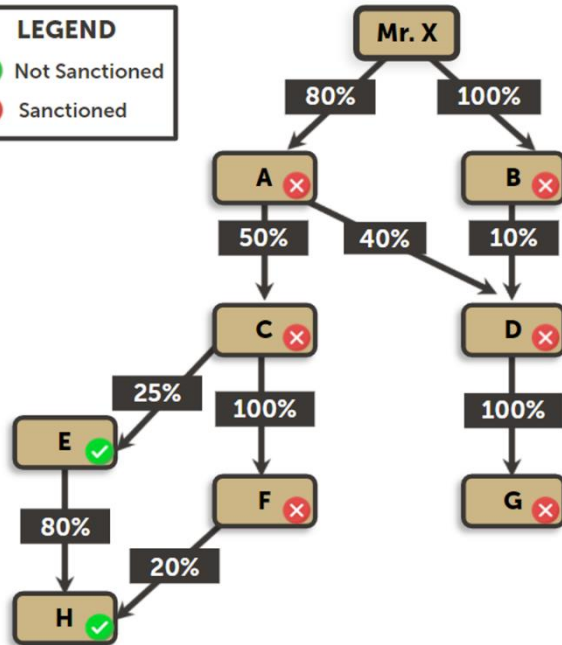 LEGEND
Not Sanctioned
Sanctioned
Mr. X
80%
100%
A
B
50%
40%
10%
C
D
25%
100%
100%
E
F
G
80%
20%
H